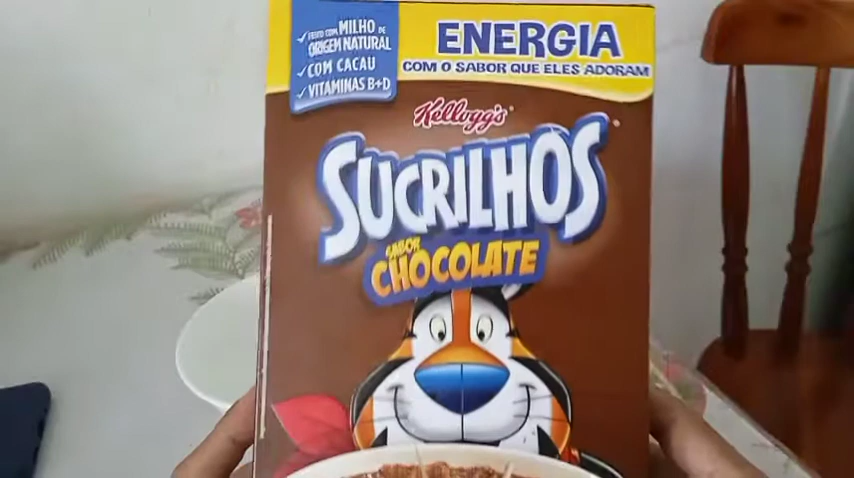 FEITO COM MILHO DE
ORIGEM NATURAL
COM CACAU
VITAMINAS B+D
ENERGIA
COM O SABOR QUE ELES ADORAM
Kellogg's
SUCRILHOS
SABOR
CHOCOLATE